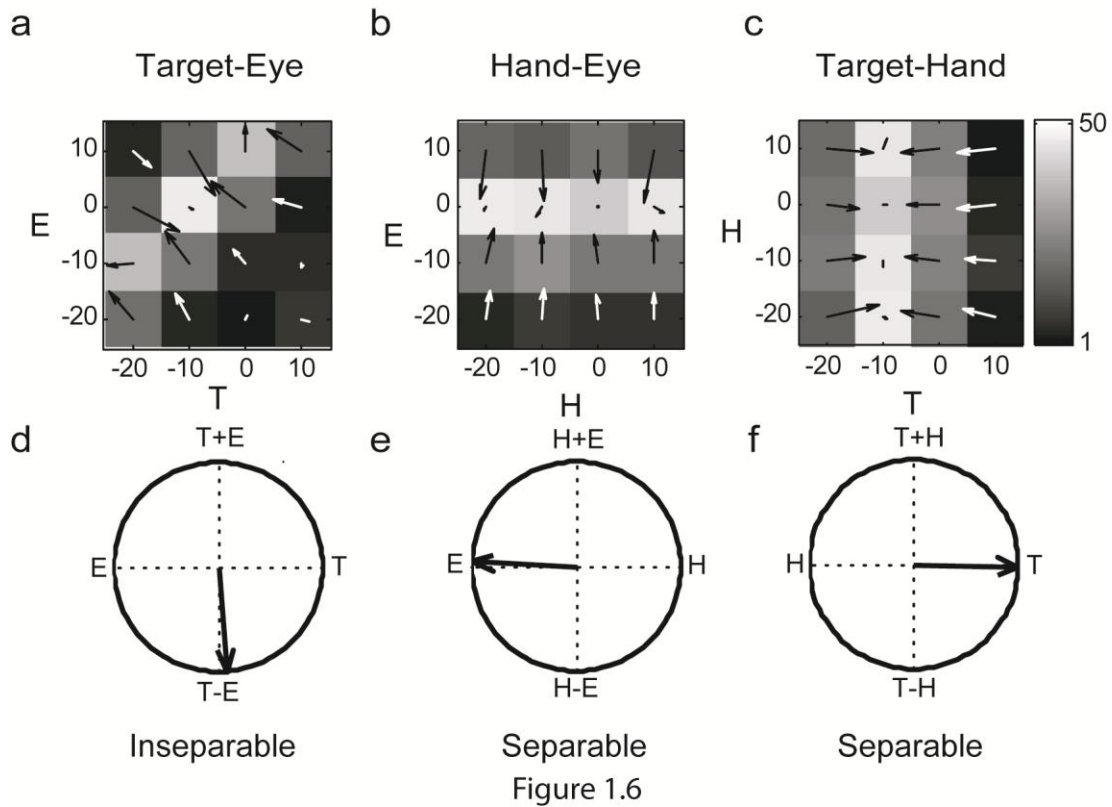 a b c
Target-Eye Hand-Eye Target-Hand
10 10 10 50
0 0 0
E E H
-10 -10 -10
-20 -20 -20 1
-20 -10 0 10 -20 -10 0 10 -20 -10 0 10
T H T
d e f
T+E H+E T+H
E T E H H T
T-E H-E T-H
Inseparable Separable Separable
Figure 1.6